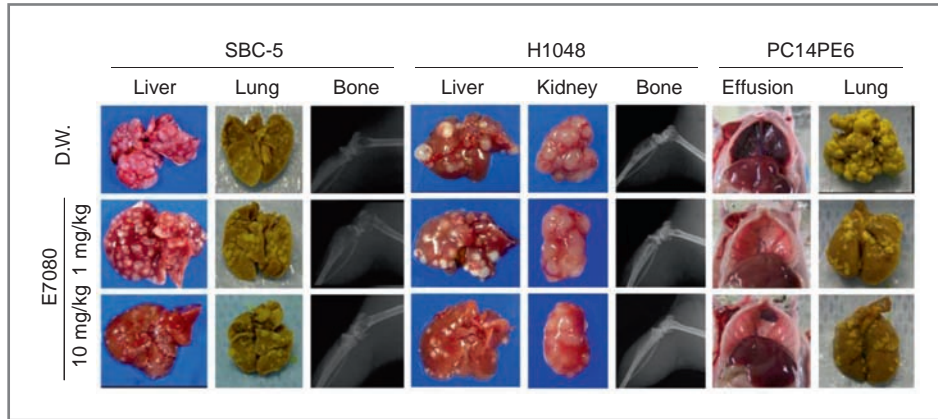 SBC-5 H1048 PC14PE6
Liver Lung Bone Liver Kidney Bone Effusion Lung
D.W.
E7080
1 mg/kg
10 mg/kg